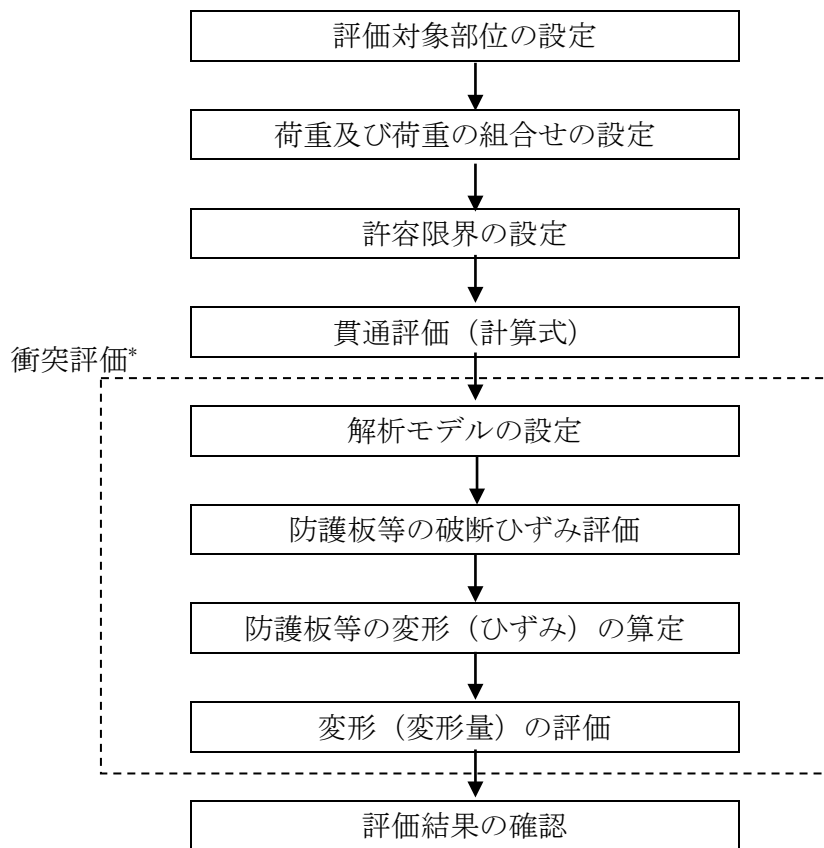 評価対象部位の設定
荷重及び荷重の組合せの設定
許容限界の設定
貫通評価（計算式）
衝突評価*
解析モデルの設定
防護板等の破断ひずみ評価
防護板等の変形（ひずみ）の算定
変形（変形量）の評価
評価結果の確認